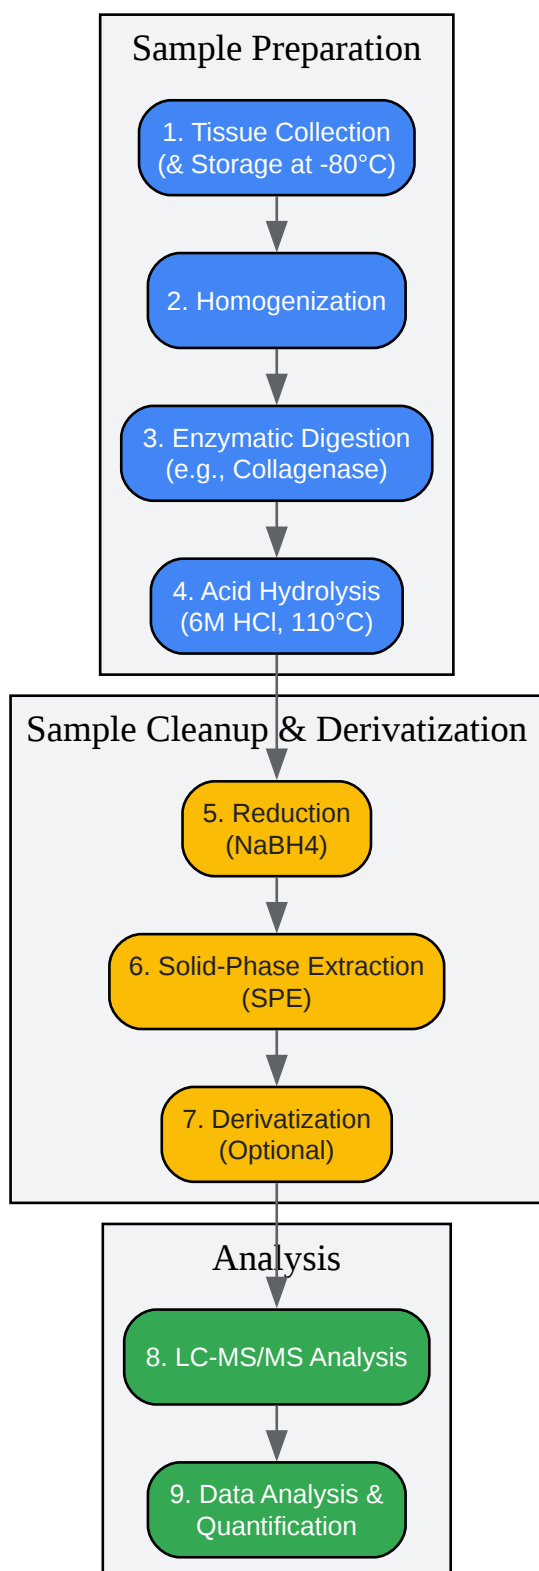 Sample Preparation
1. Tissue Collection
(& Storage at -80°C)
2. Homogenization
3. Enzymatic Digestion
(e.g., Collagenase)
4. Acid Hydrolysis
(6M HCl, 110°C)
Sample Cleanup & Derivatization
5. Reduction
(NaBH4)
6. Solid-Phase Extraction
(SPE)
7. Derivatization
(Optional)
Analysis
8. LC-MS/MS Analysis
9. Data Analysis &
Quantification